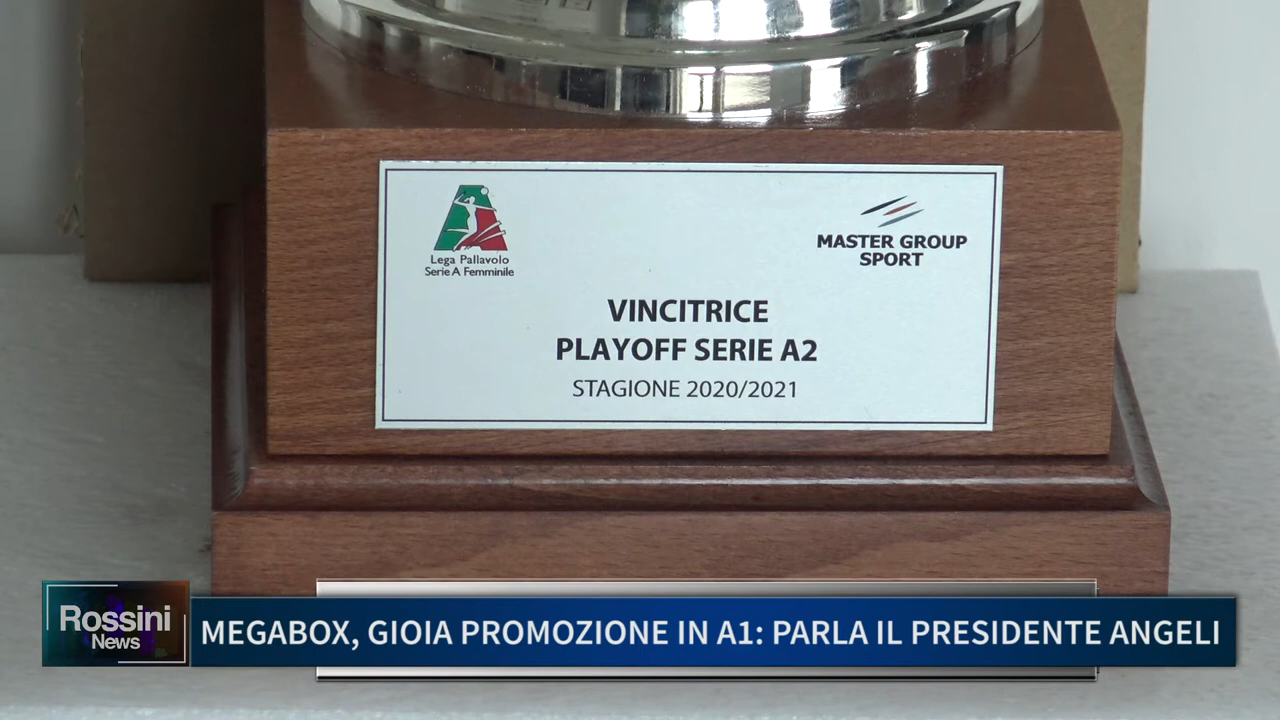 Lega Pallavolo
Serie A Femminile
MASTER GROUP
SPORT
VINCITRICE
PLAYOFF SERIE A2
STAGIONE 2020/2021
Rossini
News
MEGABOX, GIOIA PROMOZIONE IN A1: PARLA IL PRESIDENTE ANGELI